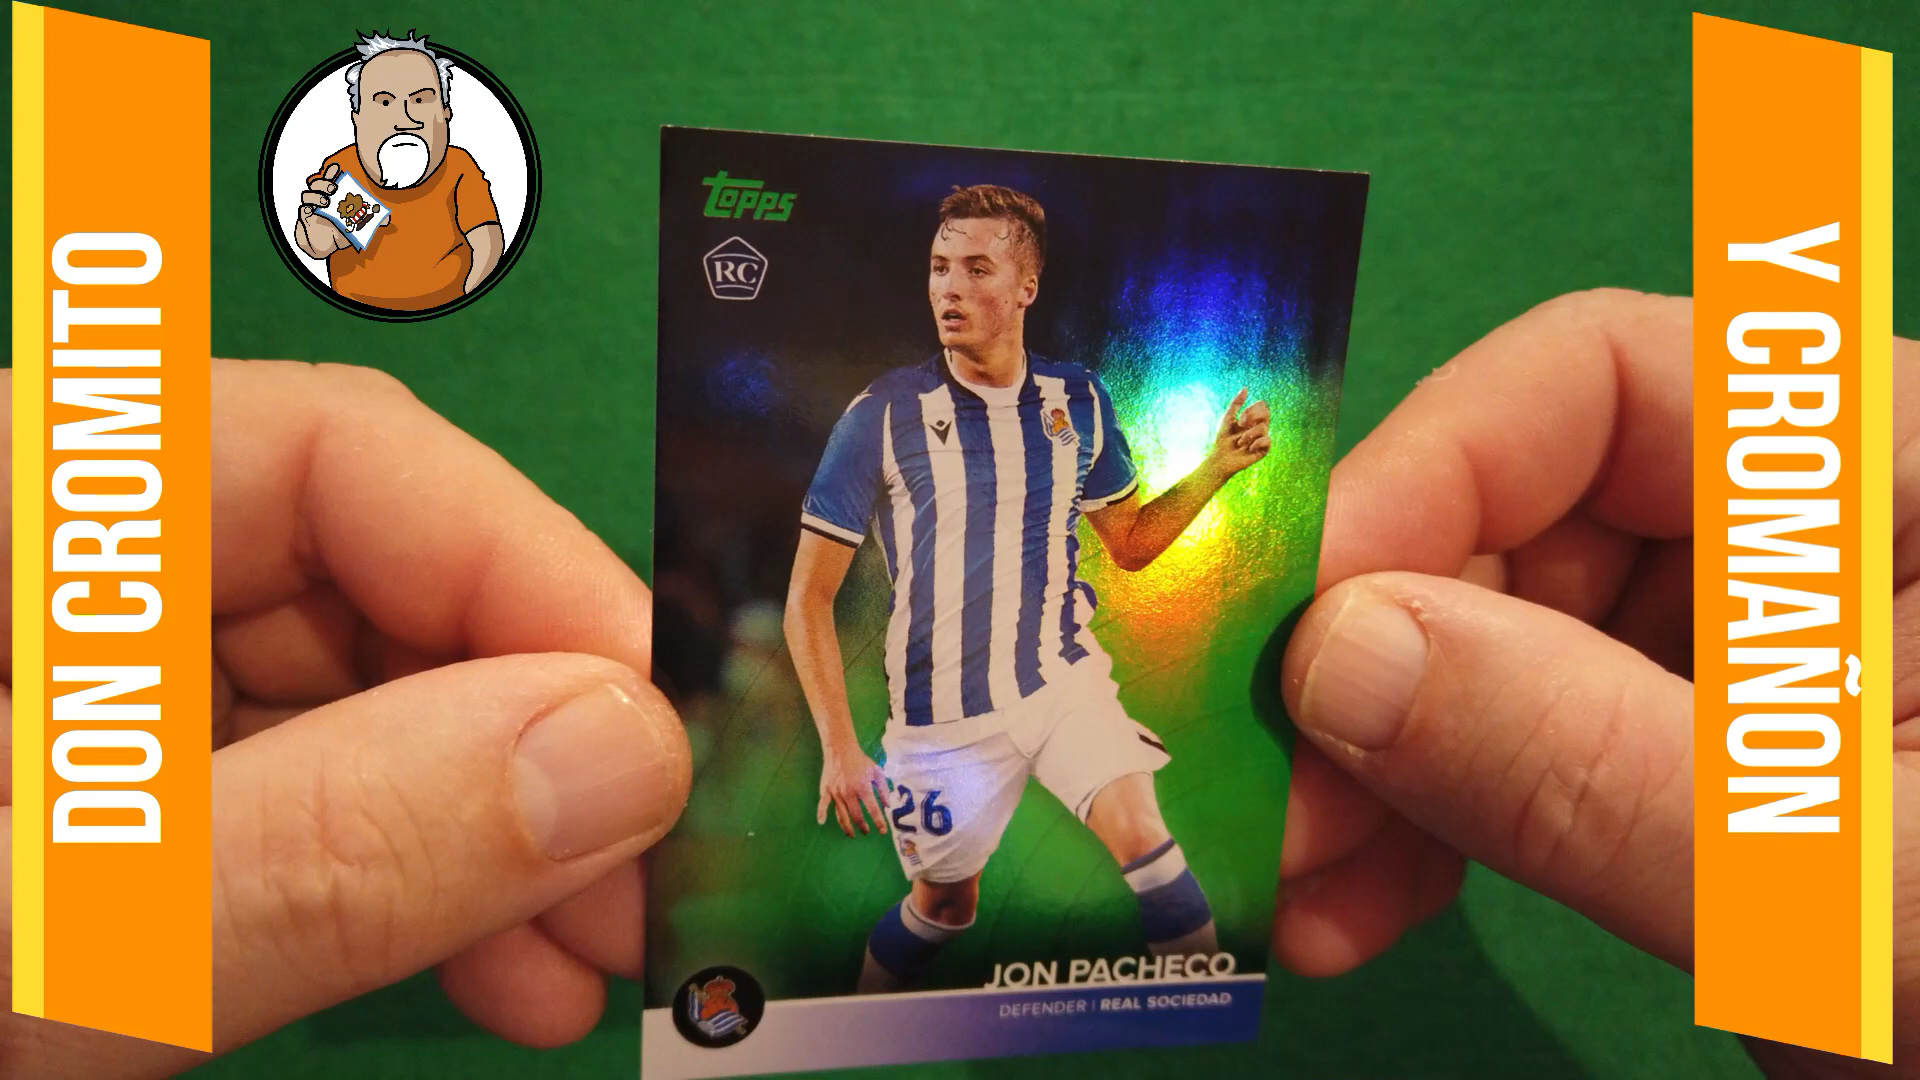 DON CROMITO
Y CROMAÑON
Topps
RC
26
JON PACHECO
DEFENDER | REAL SOCIEDAD